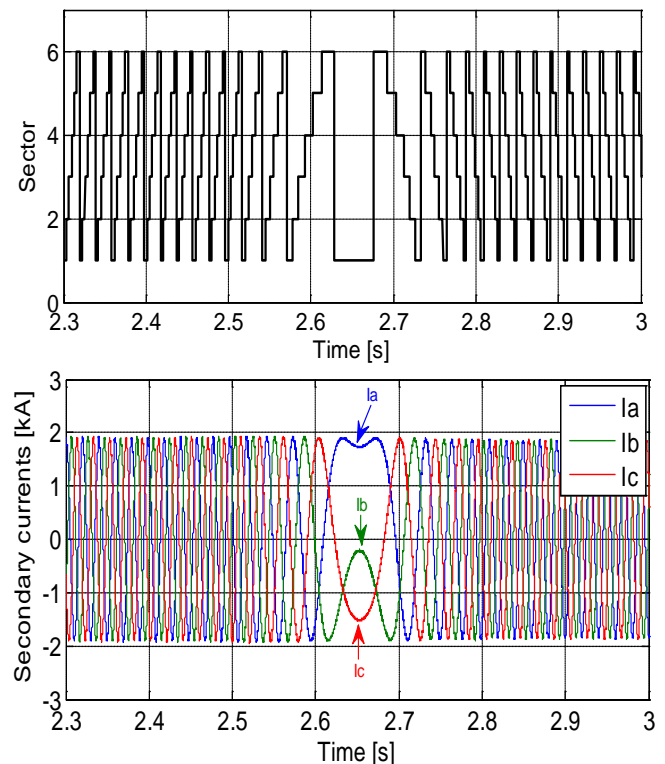 6
4
2
0
Sector
2.3 2.4 2.5 2.6 2.7 2.8 2.9 3
Time [s]
3
2
1
0
-1
-2
-3
Secondary currents [kA]
Ia
Ib
Ic
Ia
Ib
Ic
2.3 2.4 2.5 2.6 2.7 2.8 2.9 3
Time [s]